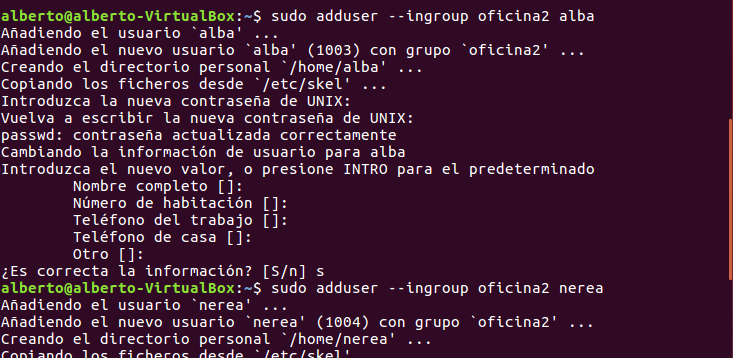 alberto@alberto-VirtualBox:~$ sudo adduser --ingroup oficina2 alba
Añadiendo el usuario `alba' ...
Añadiendo el nuevo usuario `alba' (1003) con grupo `oficina2' ...
Creando el directorio personal `/home/alba' ...
Copiando los ficheros desde `/etc/skel' ...
Introduzca la nueva contraseña de UNIX:
Vuelva a escribir la nueva contraseña de UNIX:
passwd: contraseña actualizada correctamente
Cambiando la información de usuario para alba
Introduzca el nuevo valor, o presione INTRO para el predeterminado
        Nombre completo []:
        Número de habitación []:
        Teléfono del trabajo []:
        Teléfono de casa []:
        Otro []:
¿Es correcta la información? [S/n] s
alberto@alberto-VirtualBox:~$ sudo adduser --ingroup oficina2 nerea
Añadiendo el usuario `nerea' ...
Añadiendo el nuevo usuario `nerea' (1004) con grupo `oficina2' ...
Creando el directorio personal `/home/nerea' ...
Copiando los ficheros desde `/etc/skel'